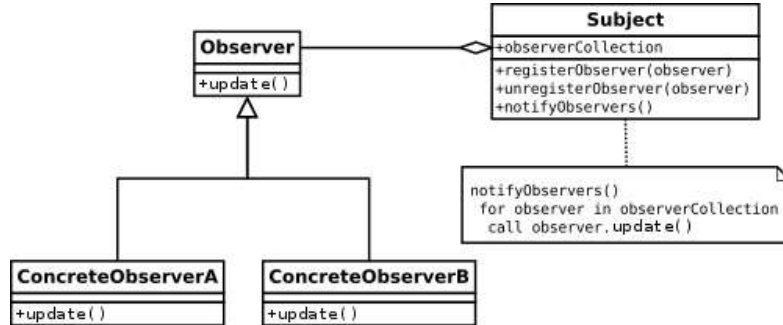 Observer
+update()
Subject
+observerCollection
+registerObserver(observer)
+unregisterObserver(observer)
+notifyObservers()
notifyObservers()
for observer in observerCollection
call observer.update()
ConcreteObserverA
+update()
ConcreteObserverB
+update()